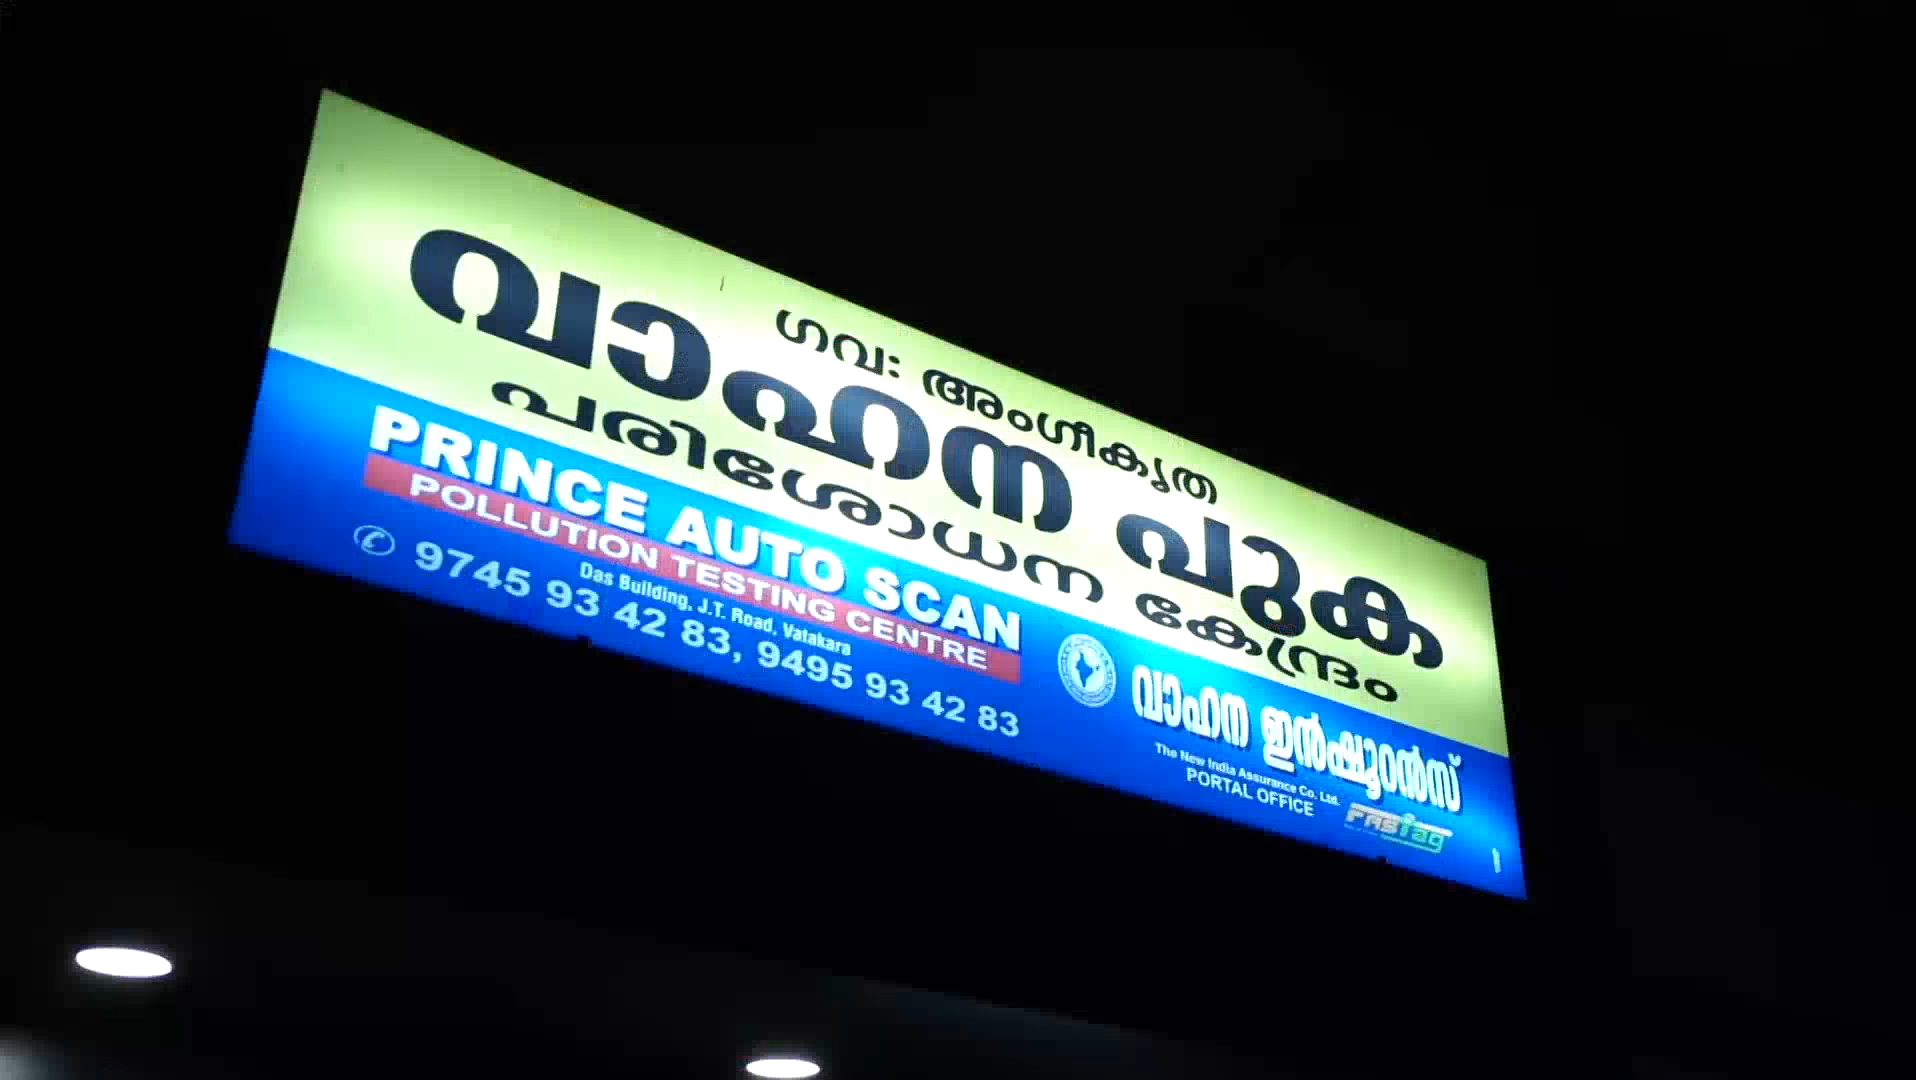 ഗവ: അംഗീകൃത
വാഹന പുക
പരിശോധന കേന്ദ്രം
PRINCE AUTO SCAN
POLLUTION TESTING CENTRE
Das Building, J.T. Road, Vatakara
✆ 9745 93 42 83, 9495 93 42 83
വാഹന ഇൻഷൂറൻസ്
The New India Assurance Co. Ltd.
PORTAL OFFICE
FASTag